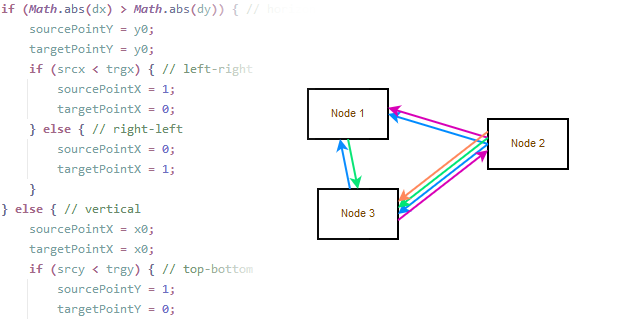 if (Math.abs(dx) > Math.abs(dy)) { //
sourcePointY = y0;
targetPointY = y0;
if (srcx < trgx) { // left-right
sourcePointX = 1;
targetPointX = 0;
} else { // right-left
sourcePointX = 0;
targetPointX = 1;
}
} else { // vertical
sourcePointX = x0;
targetPointX = x0;
if (srcy < trgy) { // top-bottom
sourcePointY = 1;
targetPointY = 0;
Node 1
Node 2
Node 3